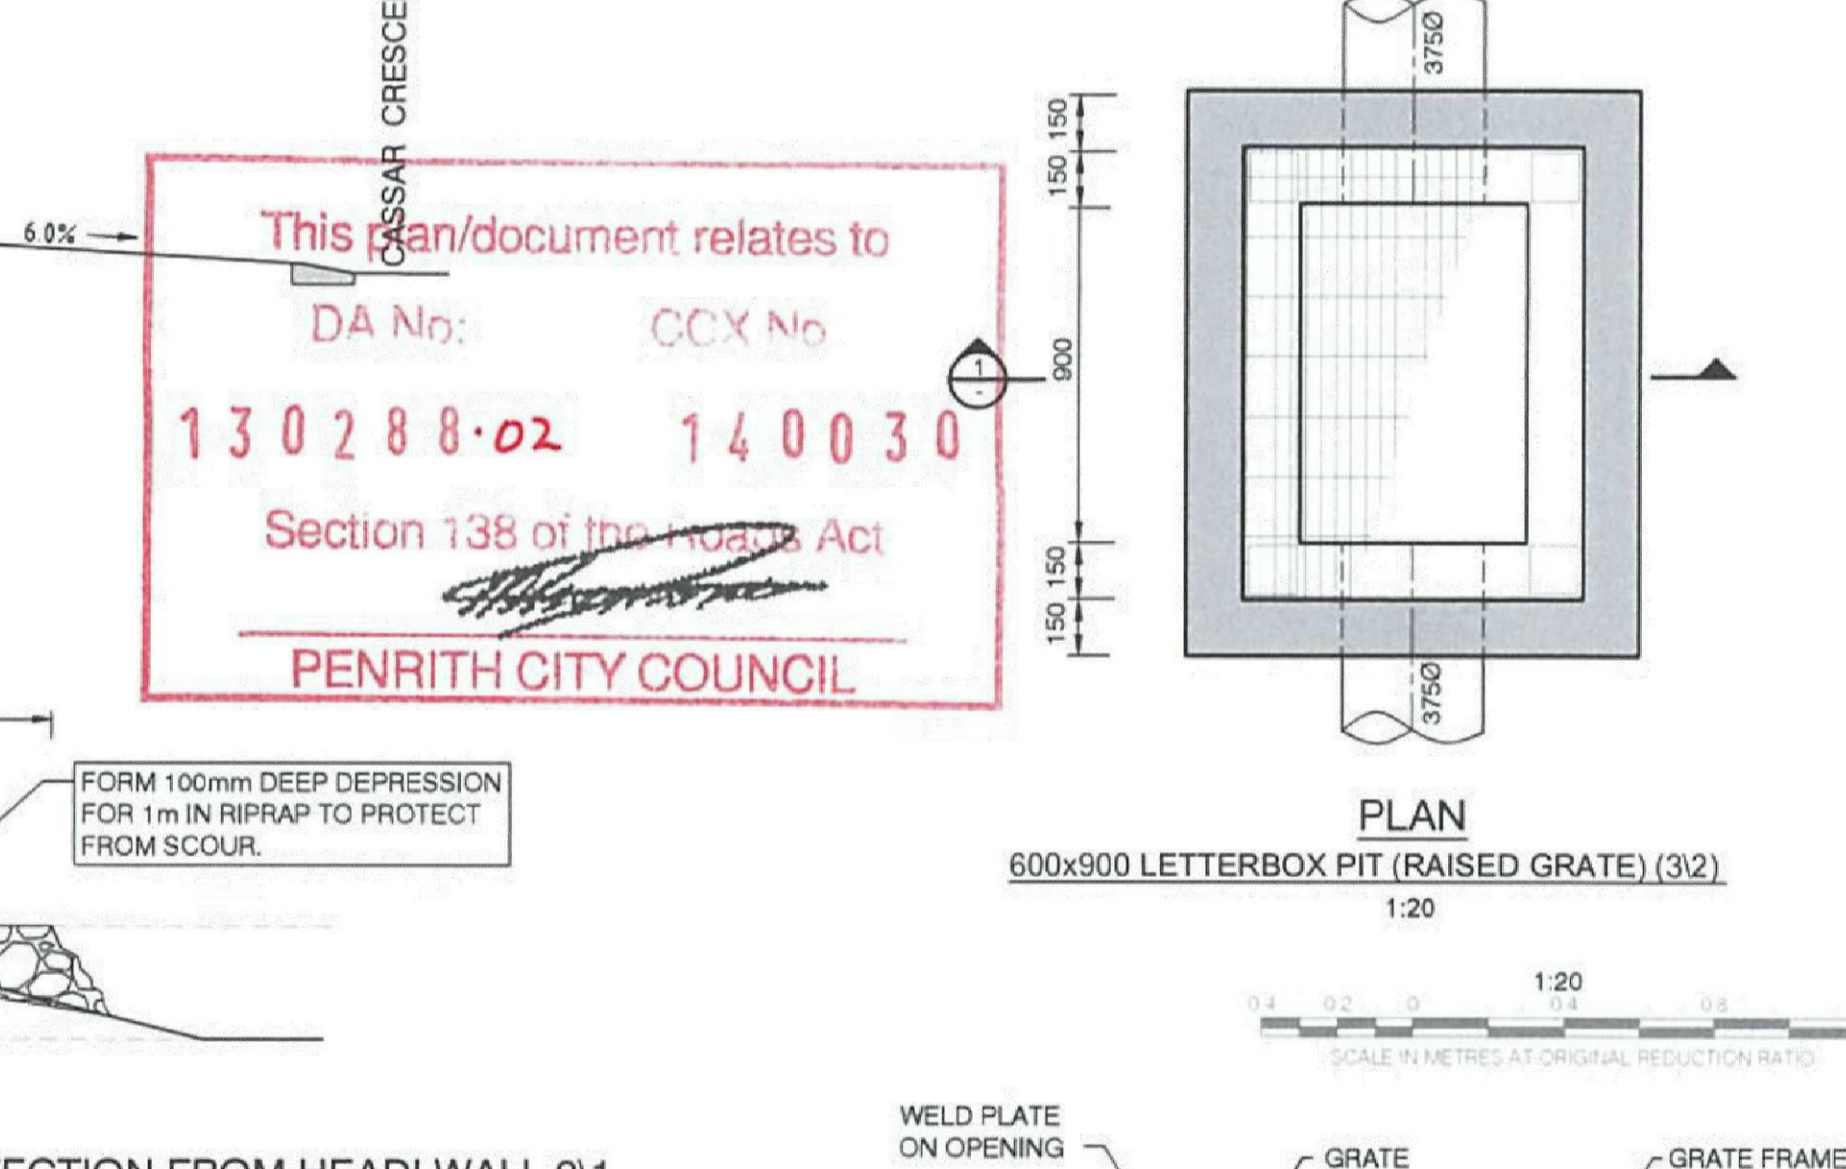 CASSAR CRESCE
6.0%
This plan/document relates to
DA No: CCX No
130288.02 140030
Section 138 of the Roads Act
PENRITH CITY COUNCIL
FORM 100mm DEEP DEPRESSION
FOR 1m IN RIPRAP TO PROTECT
FROM SCOUR.
375Ø
150
150
900
150
150
1
-
375Ø
PLAN
600x900 LETTERBOX PIT (RAISED GRATE) (3\2)
1:20
1:20
0.4 0.2 0 0.4 0.8
SCALE IN METRES AT ORIGINAL REDUCTION RATIO
WELD PLATE
ON OPENING
GRATE
GRATE FRAME